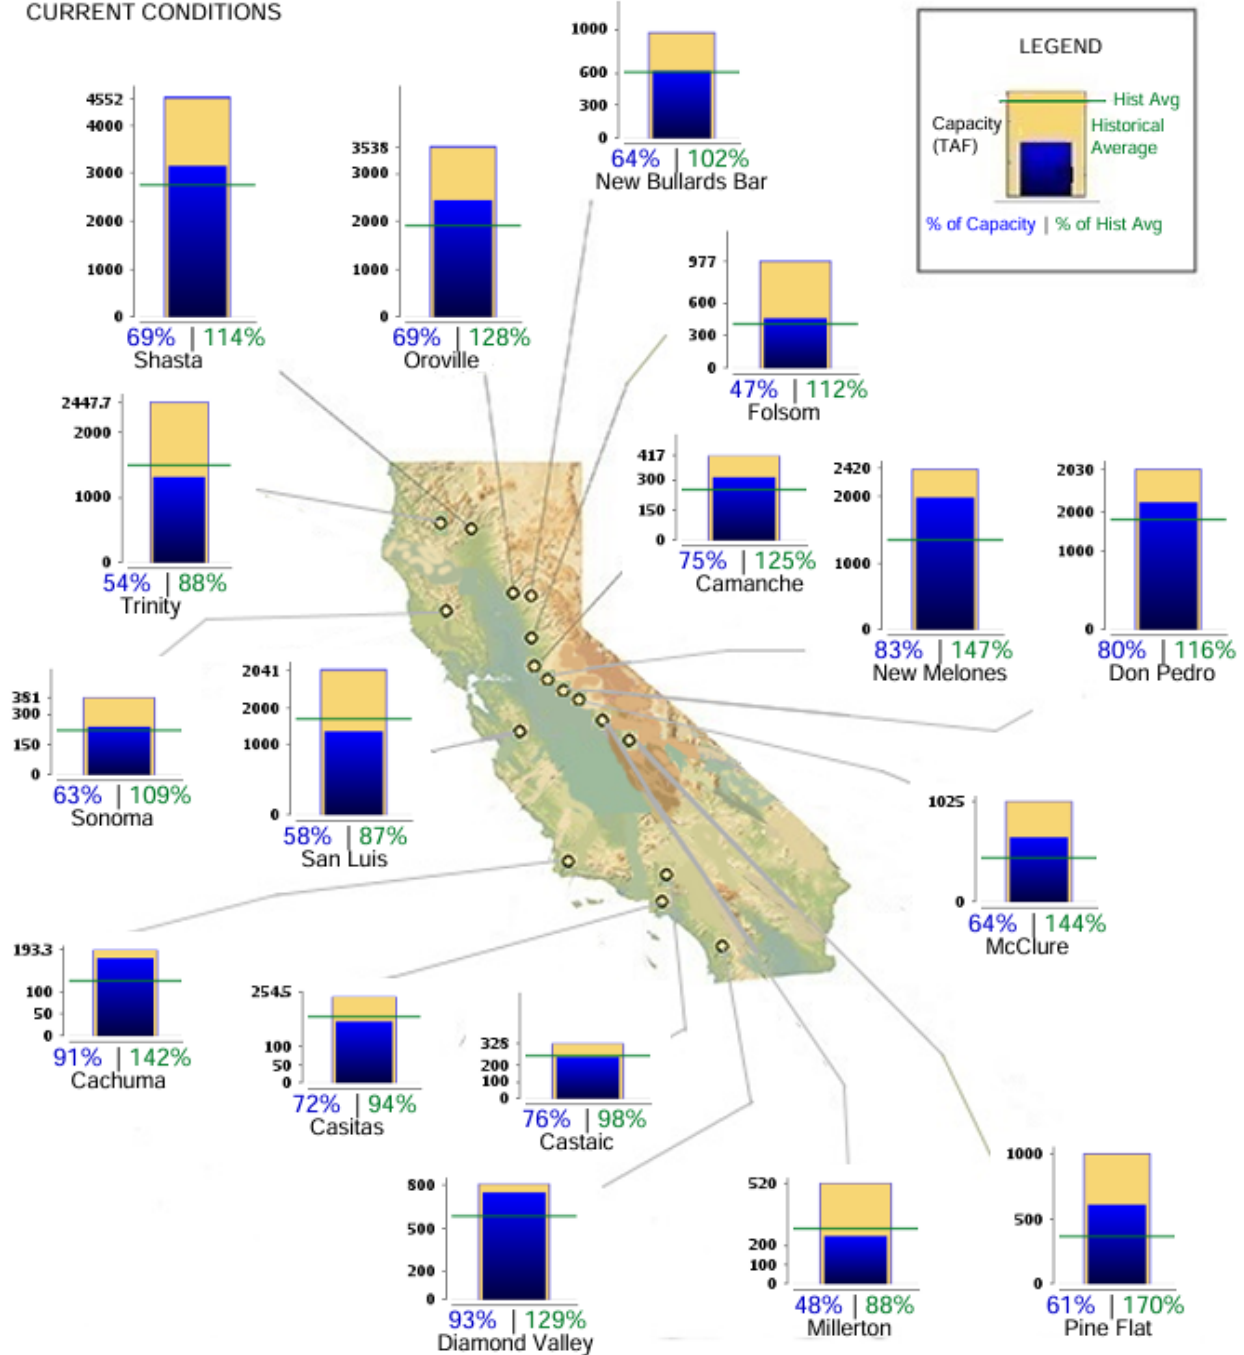 CURRENT CONDITIONS
LEGEND
Hist Avg
Capacity
(TAF)
Historical
Average
% of Capacity | % of Hist Avg
1000
600
300
0
64% | 102%
New Bullards Bar
4552
4000
3000
2000
1000
0
69% | 114%
Shasta
3538
3000
2000
1000
0
69% | 128%
Oroville
977
600
300
0
47% | 112%
Folsom
2447.7
2000
1000
0
54% | 88%
Trinity
417
300
150
0
75% | 125%
Camanche
2420
2000
1000
0
83% | 147%
New Melones
2030
2000
1000
0
80% | 116%
Don Pedro
381
300
150
0
63% | 109%
Sonoma
2041
2000
1000
0
58% | 87%
San Luis
1025
0
64% | 144%
McClure
193.3
100
50
0
91% | 142%
Cachuma
254.5
100
50
0
72% | 94%
Casitas
328
200
100
0
76% | 98%
Castaic
800
500
200
0
93% | 129%
Diamond Valley
520
200
100
0
48% | 88%
Millerton
1000
500
0
61% | 170%
Pine Flat